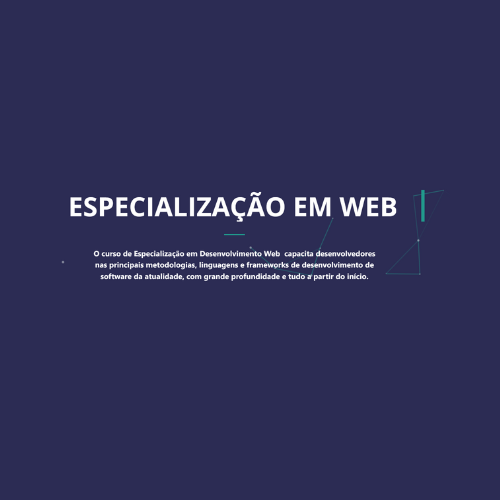 ESPECIALIZAÇÃO EM WEB
O curso de Especialização em Desenvolvimento Web capacita desenvolvedores
nas principais metodologias, linguagens e frameworks de desenvolvimento de
software da atualidade, com grande profundidade e tudo a partir do início.